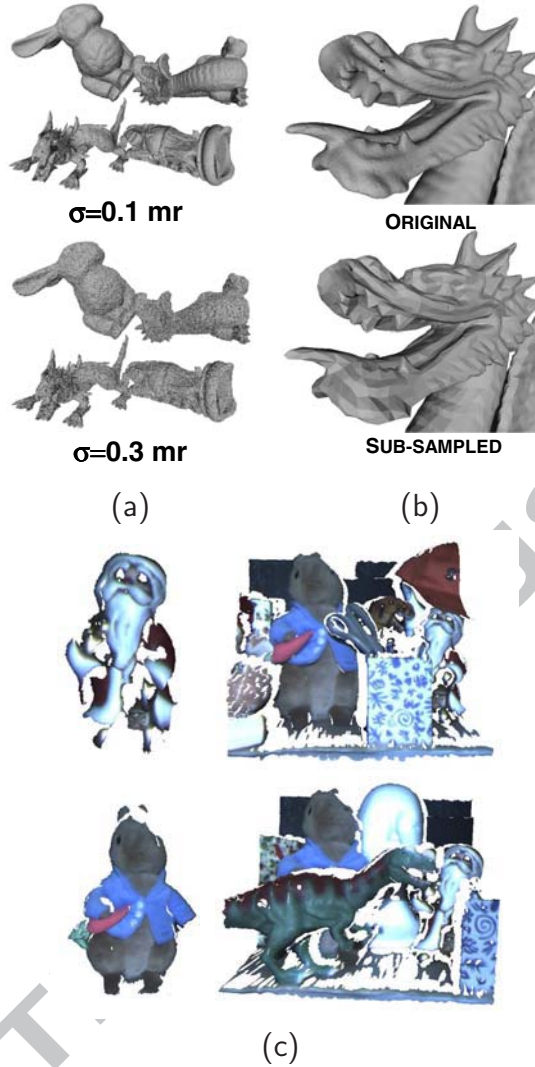 σ=0.1 mr
ORIGINAL
σ=0.3 mr
SUB-SAMPLED
(a)
(b)
(c)